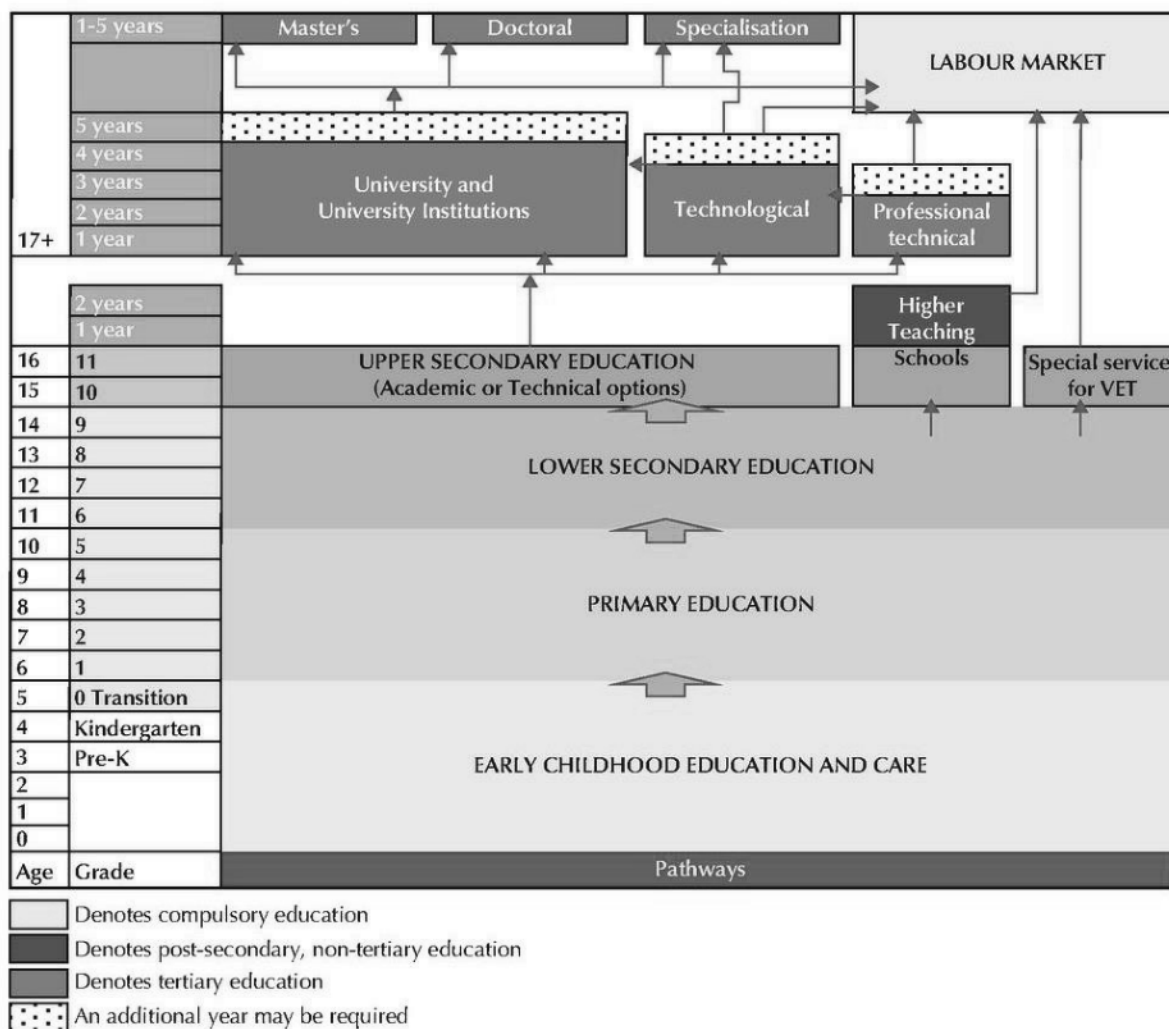 1-5 years
Master's
Doctoral
Specialisation
LABOUR MARKET
5 years
4 years
3 years
2 years
17+
1 year
University and
University Institutions
Technological
Professional
technical
2 years
1 year
Higher
Teaching
Schools
16
11
15
10
UPPER SECONDARY EDUCATION
(Academic or Technical options)
Special service
for VET
14
9
13
8
12
7
11
6
LOWER SECONDARY EDUCATION
10
5
9
4
8
3
7
2
6
1
PRIMARY EDUCATION
5
0 Transition
4
Kindergarten
3
Pre-K
2
1
0
EARLY CHILDHOOD EDUCATION AND CARE
Age
Grade
Pathways
Denotes compulsory education
Denotes post-secondary, non-tertiary education
Denotes tertiary education
An additional year may be required